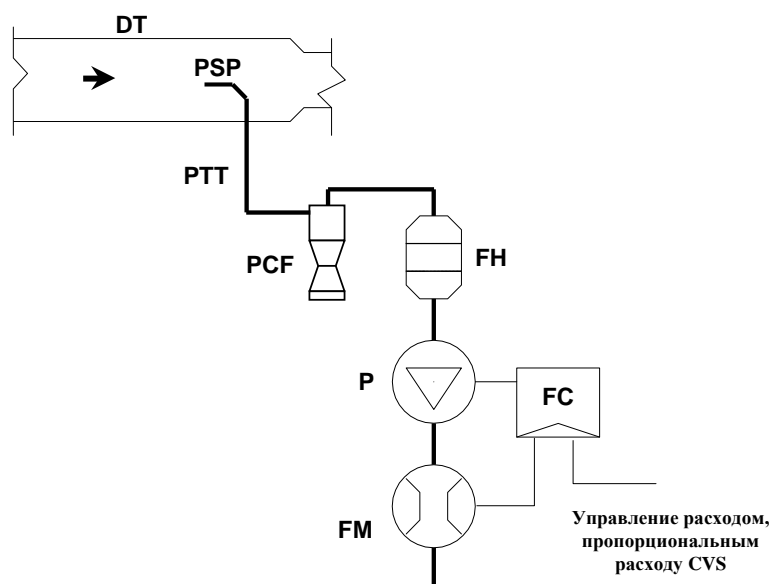 DT
PSP
PTT
PCF
FH
P
FC
FM
Управление расходом,
пропорциональным
расходу CVS